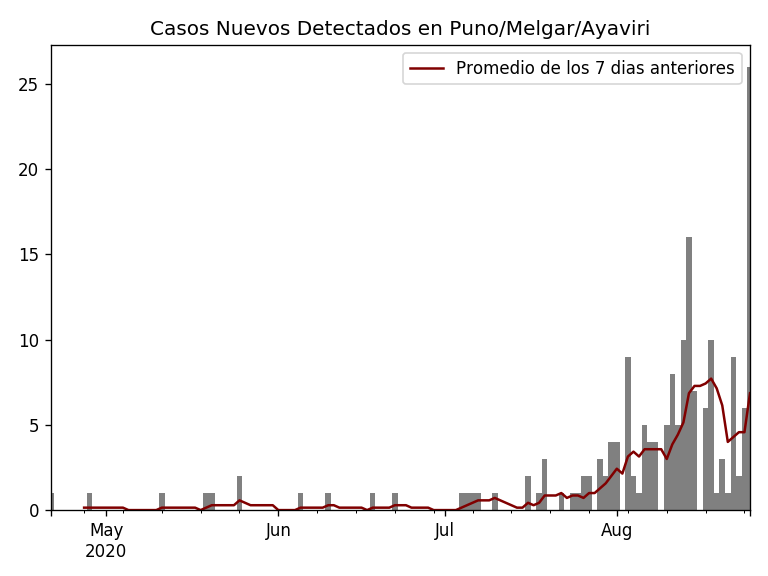 Casos Nuevos Detectados en Puno/Melgar/Ayaviri
Promedio de los 7 dias anteriores
25
20
15
10
5
0
May Jun Jul Aug
2020